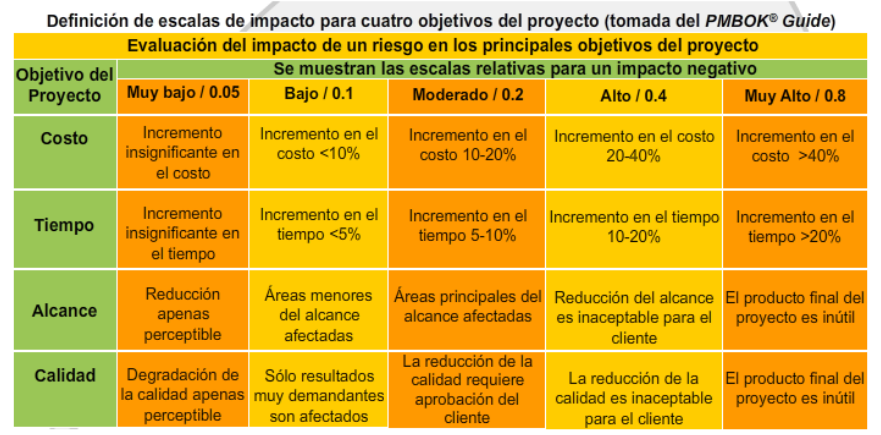 Definición de escalas de impacto para cuatro objetivos del proyecto (tomada del PMBOK® Guide)
Evaluación del impacto de un riesgo en los principales objetivos del proyecto
Objetivo del
Proyecto
Se muestran las escalas relativas para un impacto negativo
Muy bajo / 0.05
Bajo / 0.1
Moderado / 0.2
Alto / 0.4
Muy Alto / 0.8
Costo
Incremento
insignificante en
el costo
Incremento en el
costo <10%
Incremento en el
costo 10-20%
Incremento en el costo
20-40%
Incremento en el
costo >40%
Tiempo
Incremento
insignificante en
el tiempo
Incremento en el
tiempo <5%
Incremento en el
tiempo 5-10%
Incremento en el tiempo
10-20%
Incremento en el
tiempo >20%
Alcance
Reducción
apenas
perceptible
Áreas menores
del alcance
afectadas
Áreas principales del
alcance afectadas
Reducción del alcance
es inaceptable para el
cliente
El producto final del
proyecto es inútil
Calidad
Degradación de
la calidad apenas
perceptible
Sólo resultados
muy demandantes
son afectados
La reducción de la
calidad requiere
aprobación del
cliente
La reducción de la
calidad es inaceptable
para el cliente
El producto final del
proyecto es inútil